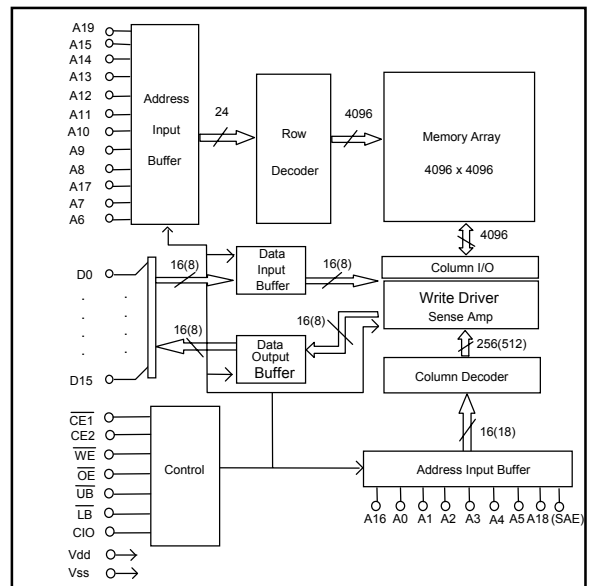 A19
A15
A14
A13
A12
A11
A10
A9
A8
A17
A7
A6
Address
Input
Buffer
24
Row
Decoder
4096
Memory Array
4096 x 4096
4096
D0
D15
16(8)
Data
Input
Buffer
16(8)
Column I/O
Write Driver
Sense Amp
16(8)
Data
Output
Buffer
16(8)
256(512)
Column Decoder
16(18)
CE1
CE2
WE
OE
UB
LB
CIO
Control
Address Input Buffer
A16 A0 A1 A2 A3 A4 A5 A18 (SAE)
Vdd
Vss